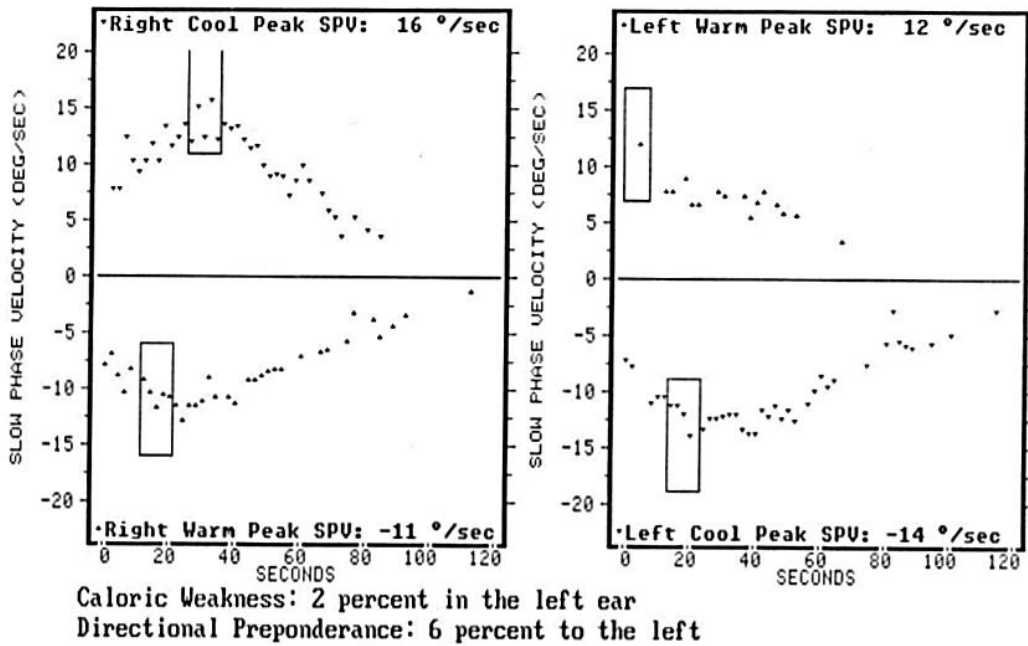 Right Cool Peak SPV: 16 °/sec
Left Warm Peak SPV: 12 °/sec
SLOW PHASE VELOCITY (DEG/SEC)
20
15
10
5
0
-5
-10
-15
-20
SLOW PHASE VELOCITY (DEG/SEC)
20
15
10
5
0
-5
-10
-15
-20
Right Warm Peak SPV: -11 °/sec
Left Cool Peak SPV: -14 °/sec
0 20 40 60 80 100 120
0 20 40 60 80 100 120
SECONDS
SECONDS
Caloric Weakness: 2 percent in the left ear
Directional Preponderance: 6 percent to the left